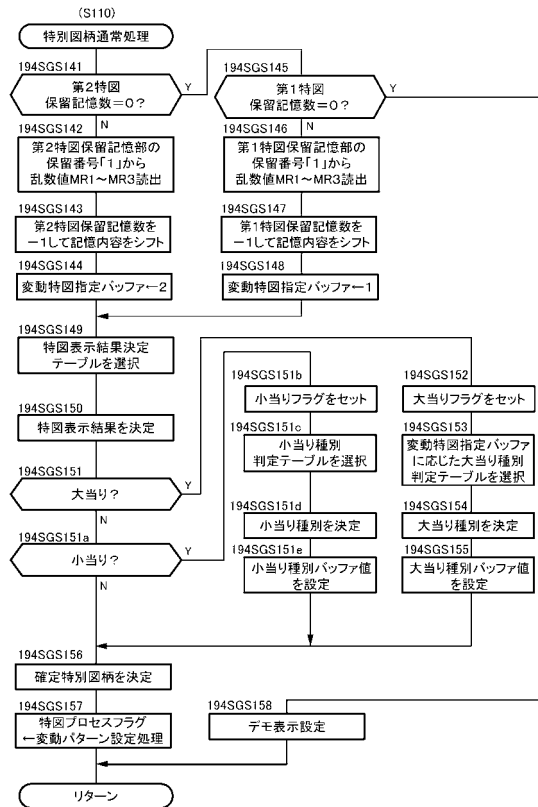 (S110)
特別図柄通常処理
194SGS141
第2特図
保留記憶数=0?
Y
N
194SGS145
第1特図
保留記憶数=0?
Y
N
194SGS142
第2特図保留記憶部の
保留番号「1」から
乱数値MR1~MR3読出
194SGS146
第1特図保留記憶部の
保留番号「1」から
乱数値MR1~MR3読出
194SGS143
第2特図保留記憶数を
-1して記憶内容をシフト
194SGS147
第1特図保留記憶数を
-1して記憶内容をシフト
194SGS144
変動特図指定バッファ←2
194SGS148
変動特図指定バッファ←1
194SGS149
特図表示結果決定
テーブルを選択
194SGS150
特図表示結果を決定
194SGS151
大当り?
Y
N
194SGS151a
小当り?
Y
N
194SGS151b
小当りフラグをセット
194SGS151c
小当り種別
判定テーブルを選択
194SGS151d
小当り種別を決定
194SGS151e
小当り種別バッファ値
を設定
194SGS152
大当りフラグをセット
194SGS153
変動特図指定バッファ
に応じた大当り種別
判定テーブルを選択
194SGS154
大当り種別を決定
194SGS155
大当り種別バッファ値
を設定
194SGS156
確定特別図柄を決定
194SGS157
特図プロセスフラグ
←変動パターン設定処理
194SGS158
デモ表示設定
リターン